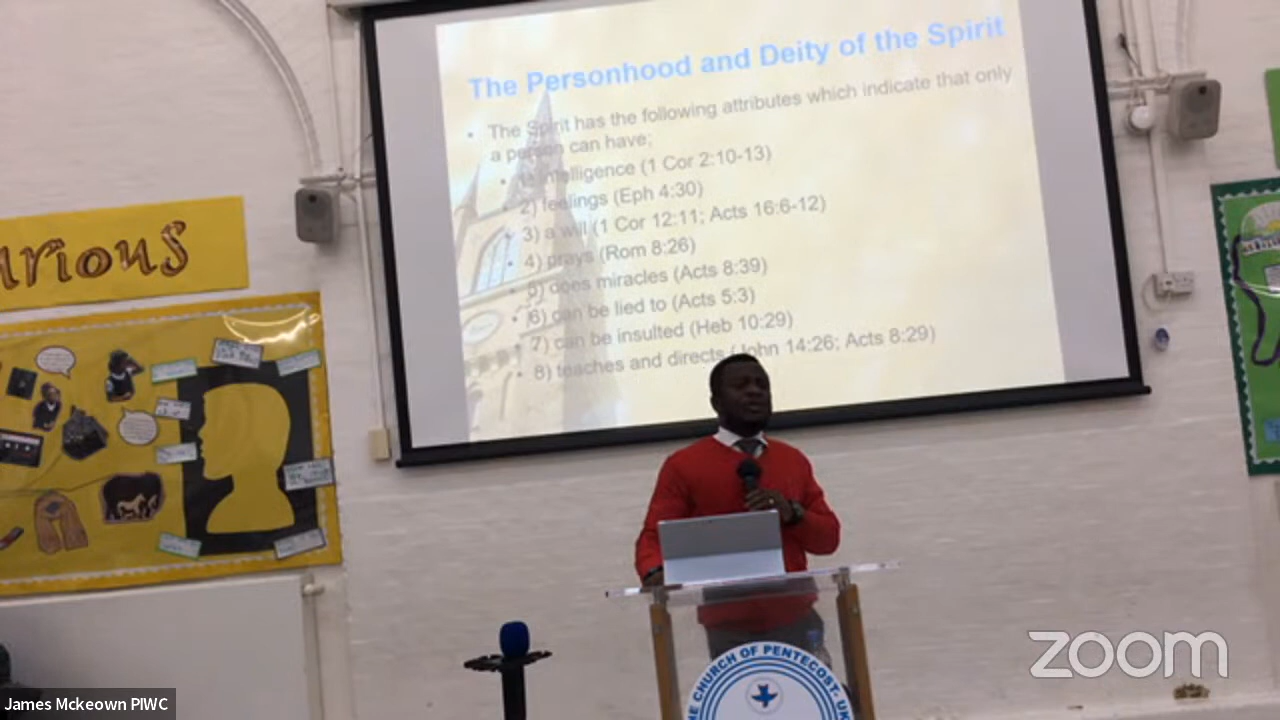 The Personhood and Deity of the Spirit
• The Spirit has the following attributes which indicate that only
a person can have;
intelligence (1 Cor 2:10-13)
2) feelings (Eph 4:30)
3) a will (1 Cor 12:11; Acts 16:6-12)
4) prays (Rom 8:26)
5) does miracles (Acts 8:39)
6) can be lied to (Acts 5:3)
7) can be insulted (Heb 10:29)
8) teaches and directs (John 14:26; Acts 8:29)
CHURCH OF PENTECOST, UK
zoom
James Mckeown PIWC